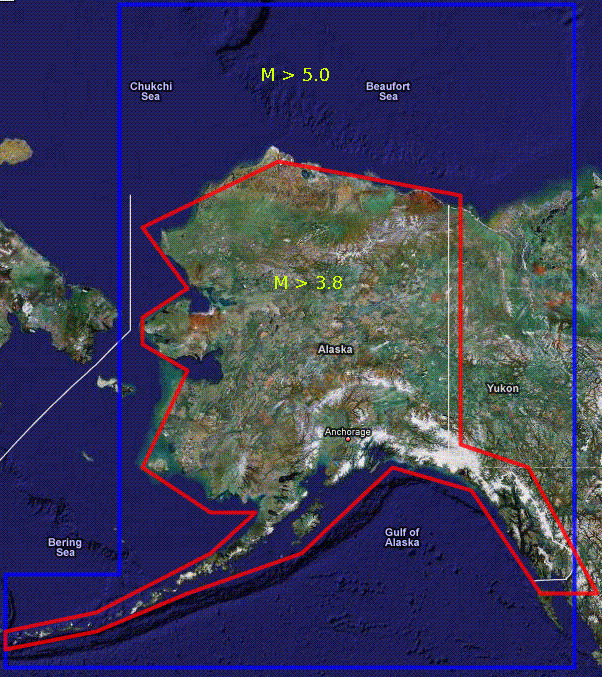 M > 5.0
Chukchi
Sea
Beaufort
Sea
M > 3.8
Alaska
Yukon
Anchorage
Gulf of
Alaska
Bering
Sea